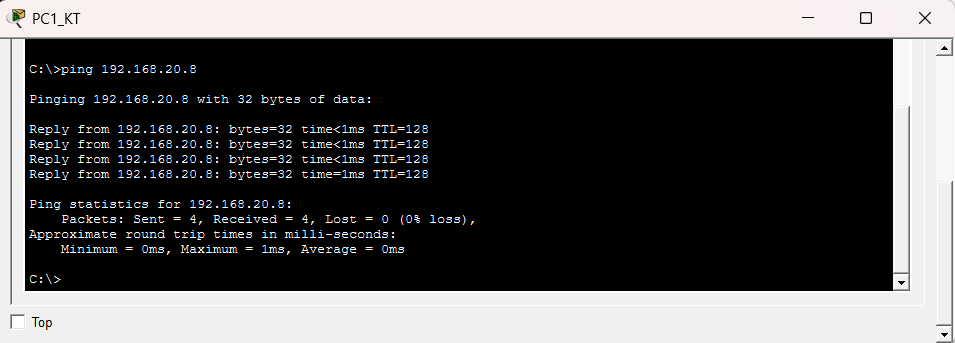 PC1_KT
C:\>ping 192.168.20.8
Pinging 192.168.20.8 with 32 bytes of data:
Reply from 192.168.20.8: bytes=32 time<1ms TTL=128
Reply from 192.168.20.8: bytes=32 time<1ms TTL=128
Reply from 192.168.20.8: bytes=32 time<1ms TTL=128
Reply from 192.168.20.8: bytes=32 time=1ms TTL=128
Ping statistics for 192.168.20.8:
    Packets: Sent = 4, Received = 4, Lost = 0 (0% loss),
Approximate round trip times in milli-seconds:
    Minimum = 0ms, Maximum = 1ms, Average = 0ms
C:\>
Top